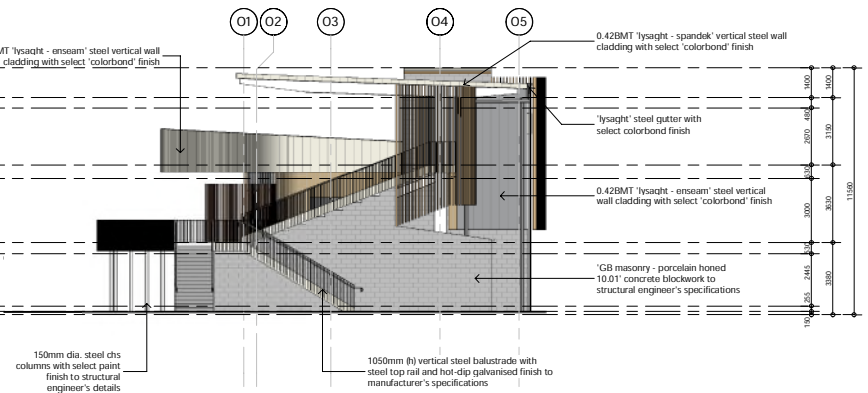 01 02 03 04 05
0.42BMT 'lysaght - spandek' vertical steel wall
cladding with select 'colorbond' finish
MT 'lysaght - enseam' steel vertical wall
cladding with select 'colorbond' finish
'lysaght' steel gutter with
select colorbond finish
0.42BMT 'lysaght - enseam' steel vertical
wall cladding with select 'colorbond' finish
'GB masonry - porcelain honed
10.01' concrete blockwork to
structural engineer's specifications
150mm dia. steel chs
columns with select paint
finish to structural
engineer's details
1050mm (h) vertical steel balustrade with
steel top rail and hot-dip galvanised finish to
manufacturer's specifications
1400
480
2670
3000
2445
255
150
1400
3150
3630
3380
11560